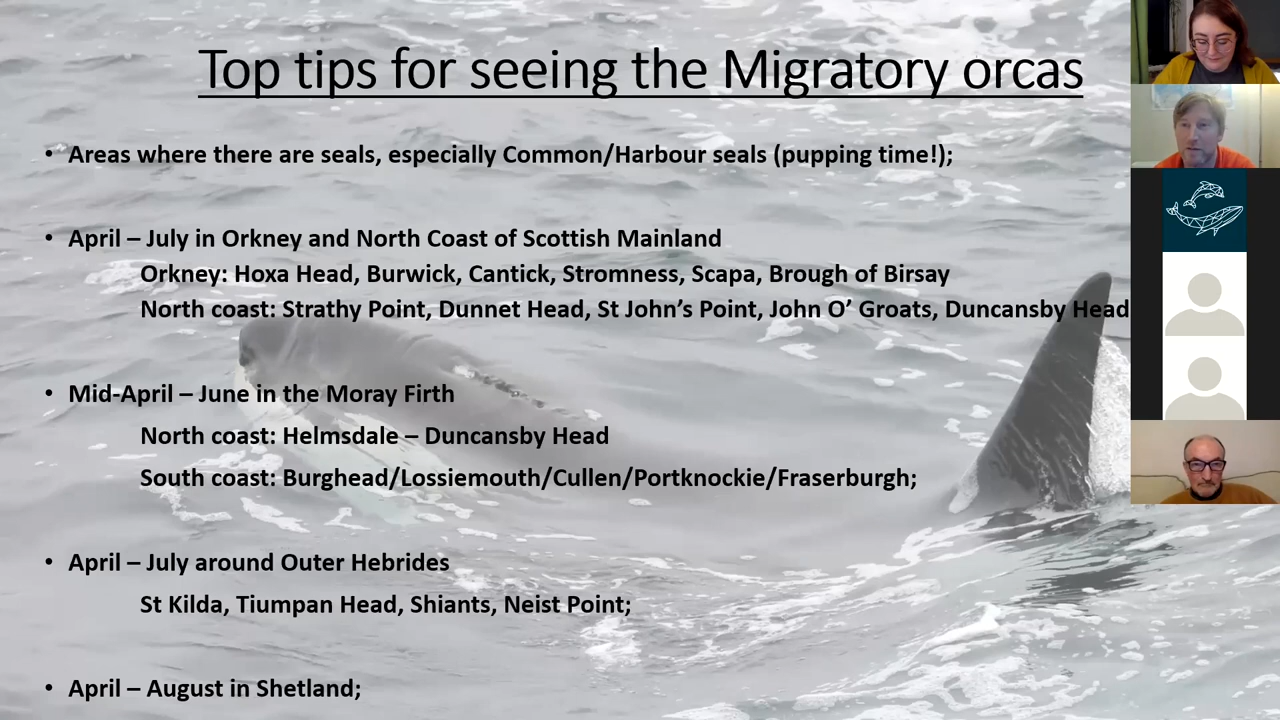 Top tips for seeing the Migratory orcas
• Areas where there are seals, especially Common/Harbour seals (pupping time!);
• April – July in Orkney and North Coast of Scottish Mainland
Orkney: Hoxa Head, Burwick, Cantick, Stromness, Scapa, Brough of Birsay
North coast: Strathy Point, Dunnet Head, St John’s Point, John O’ Groats, Duncansby Head
• Mid-April – June in the Moray Firth
North coast: Helmsdale – Duncansby Head
South coast: Burghead/Lossiemouth/Cullen/Portknockie/Fraserburgh;
• April – July around Outer Hebrides
St Kilda, Tiumpan Head, Shiants, Neist Point;
• April – August in Shetland;